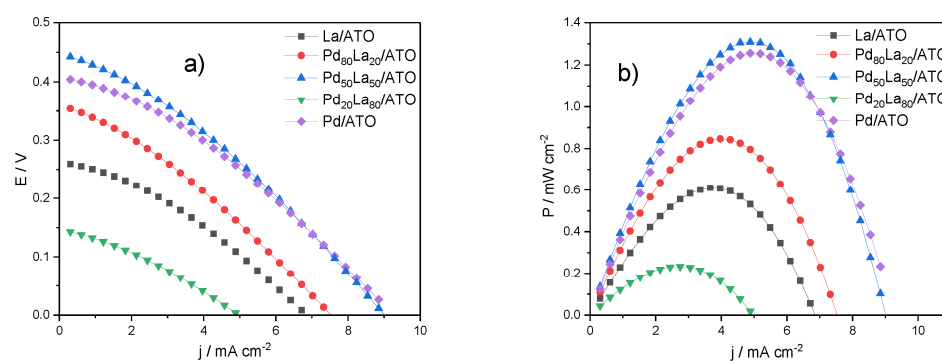 a)
E / V
0.5
0.4
0.3
0.2
0.1
0.0
0 2 4 6 8 10
j / mA cm⁻²
La/ATO
Pd₈₀La₂₀/ATO
Pd₅₀La₅₀/ATO
Pd₂₀La₈₀/ATO
Pd/ATO
b)
P / mW cm⁻²
1.4
1.2
1.0
0.8
0.6
0.4
0.2
0.0
0 2 4 6 8 10
j / mA cm⁻²
La/ATO
Pd₈₀La₂₀/ATO
Pd₅₀La₅₀/ATO
Pd₂₀La₈₀/ATO
Pd/ATO